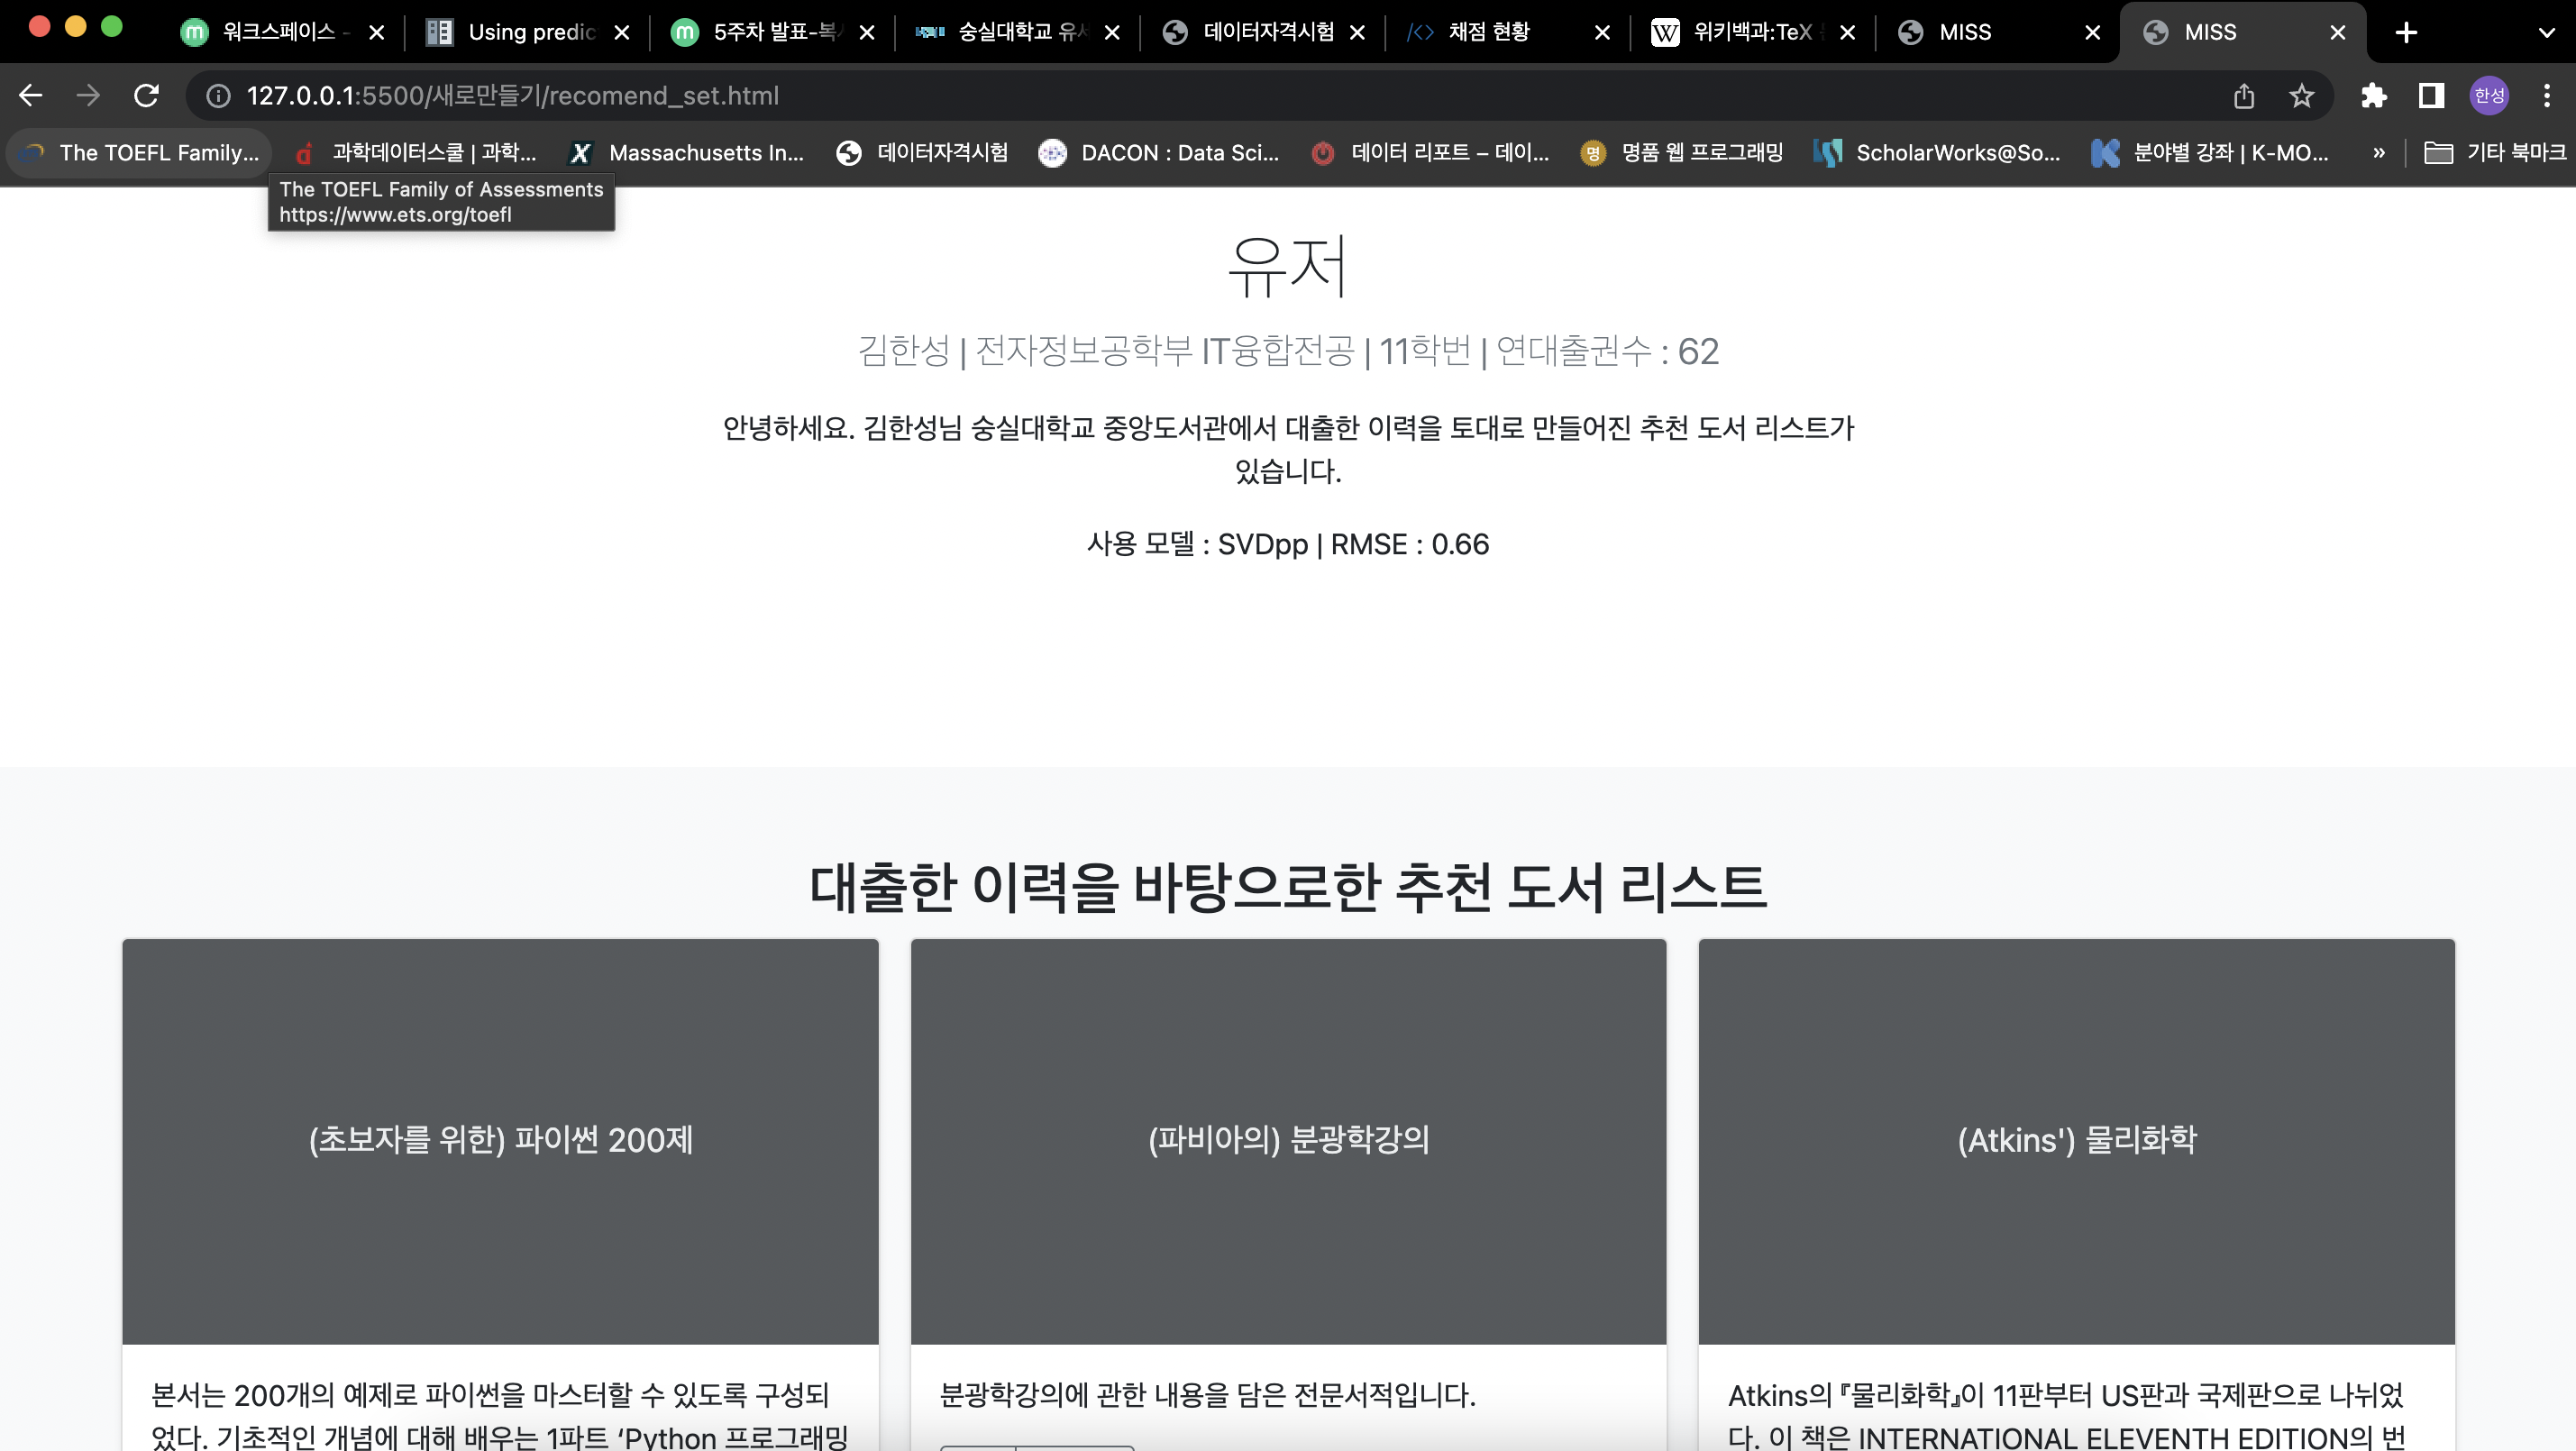 워크스페이스 -
Using predic
5주차 발표-복사
숭실대학교 유세
데이터자격시험
채점 현황
위키백과:TeX
MISS
MISS
127.0.0.1:5500/새로만들기/recomend_set.html
한성
The TOEFL Family...
과학데이터스쿨 | 과학...
Massachusetts In...
데이터자격시험
DACON : Data Sci...
데이터 리포트 – 데이...
명
명품 웹 프로그래밍
ScholarWorks@So...
분야별 강좌 | K-MO...
»
기타 북마크
The TOEFL Family of Assessments
https://www.ets.org/toefl
유저
김한성 | 전자정보공학부 IT융합전공 | 11학번 | 연대출권수 : 62
안녕하세요. 김한성님 숭실대학교 중앙도서관에서 대출한 이력을 토대로 만들어진 추천 도서 리스트가
있습니다.
사용 모델 : SVDpp | RMSE : 0.66
대출한 이력을 바탕으로한 추천 도서 리스트
(초보자를 위한) 파이썬 200제
(파비아의) 분광학강의
(Atkins') 물리화학
본서는 200개의 예제로 파이썬을 마스터할 수 있도록 구성되
었다. 기초적인 개념에 대해 배우는 1파트 ‘Python 프로그래밍
분광학강의에 관한 내용을 담은 전문서적입니다.
Atkins의 『물리화학』이 11판부터 US판과 국제판으로 나뉘었
다. 이 책은 INTERNATIONAL ELEVENTH EDITION의 번